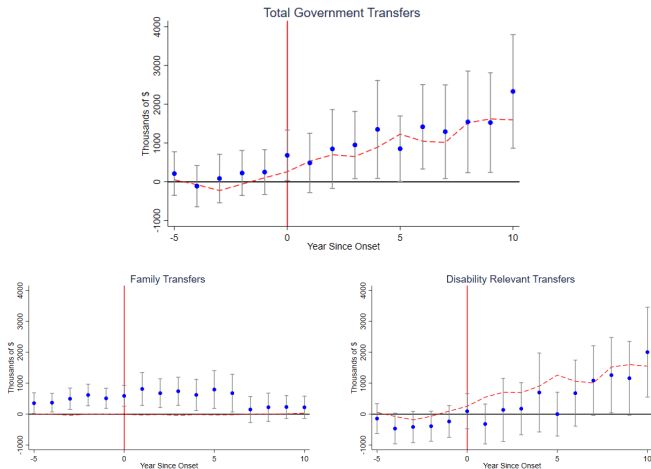 Total Government Transfers
Thousands of $
4000
3000
2000
1000
0
-1000
-5 0 5 10
Year Since Onset
Family Transfers
Thousands of $
4000
3000
2000
1000
0
-1000
-5 0 5 10
Year Since Onset
Disability Relevant Transfers
Thousands of $
4000
3000
2000
1000
0
-1000
-5 0 5 10
Year Since Onset